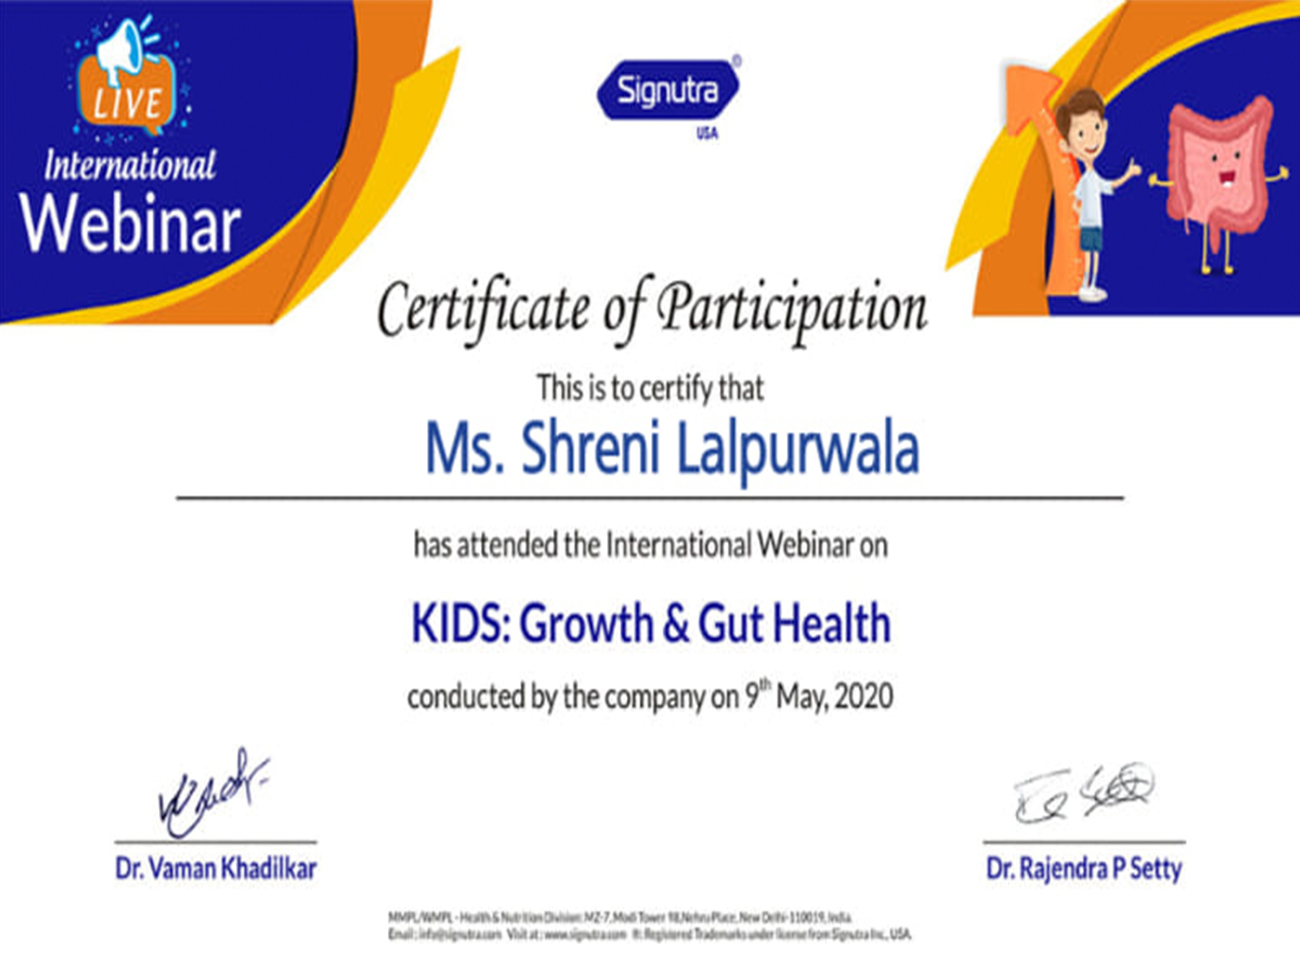 LIVE
International
Webinar
Signutra®
USA
Certificate of Participation
This is to certify that
Ms. Shreni Lalpurwala
has attended the International Webinar on
KIDS: Growth & Gut Health
conducted by the company on 9th May, 2020
Dr. Vaman Khadilkar
Dr. Rajendra P Setty
MMPL/WMPL - Health & Nutrition Division: MZ-7, Modi Tower 98, Nehru Place, New Delhi-110019, India.
Email : info@signutra.com Visit at : www.signutra.com ®: Registered Trademarks under license from Signutra Inc., USA.